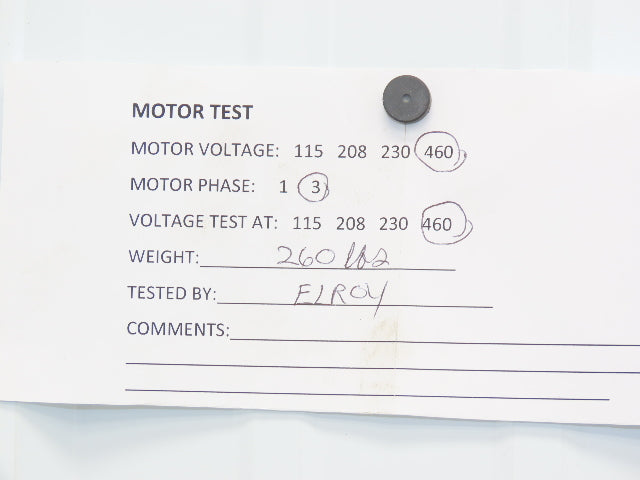 MOTOR TEST
MOTOR VOLTAGE: 115 208 230 460
MOTOR PHASE: 1 3
VOLTAGE TEST AT: 115 208 230 460
WEIGHT: 260 lbs
TESTED BY: ELROY
COMMENTS: